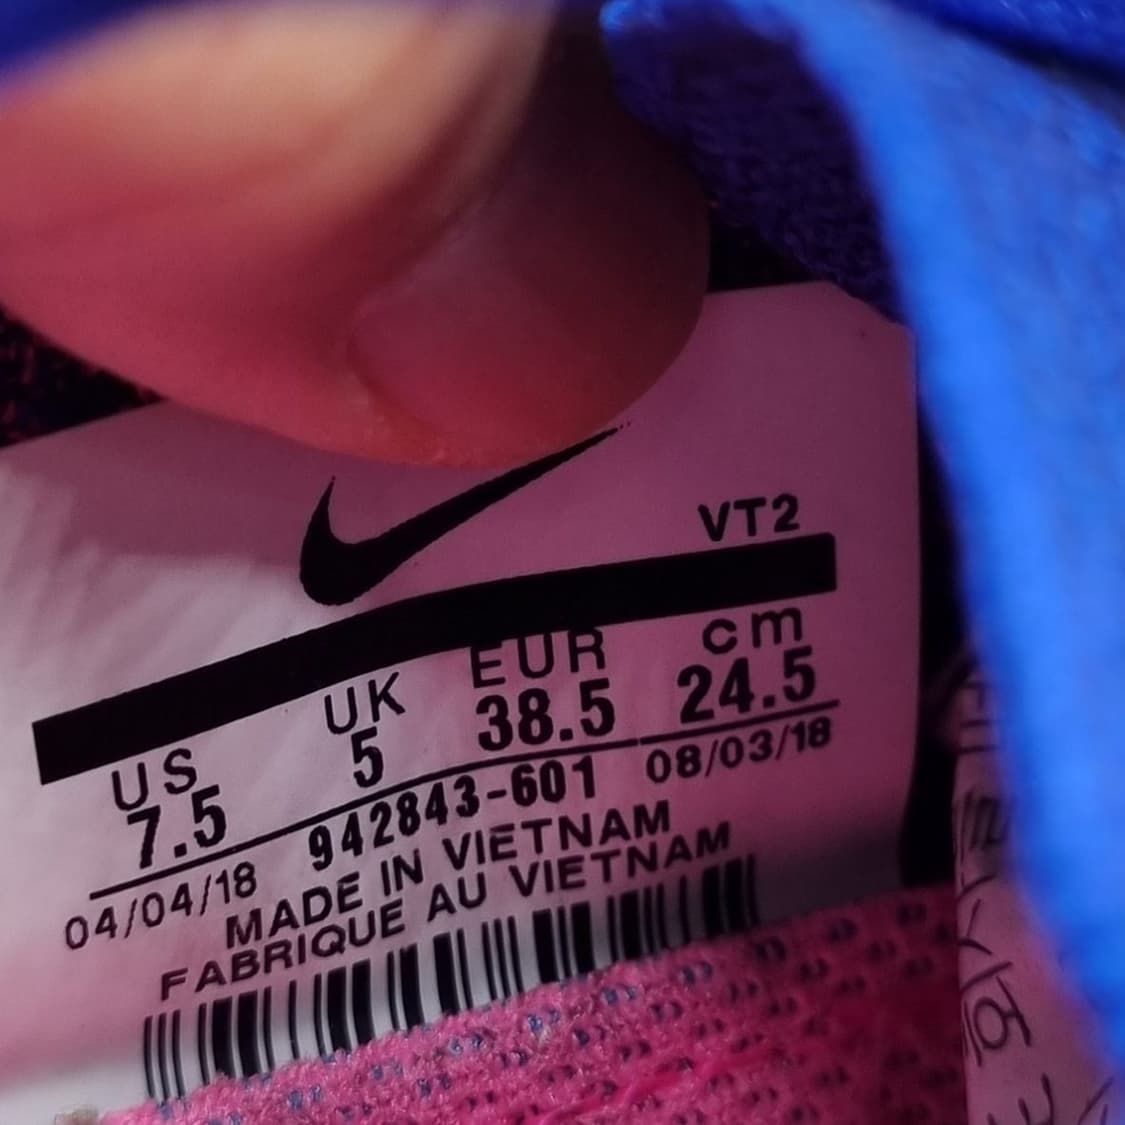 VT2
US UK EUR cm
7.5 5 38.5 24.5
04/04/18 942843-601 08/03/18
MADE IN VIETNAM
FABRIQUE AU VIETNAM